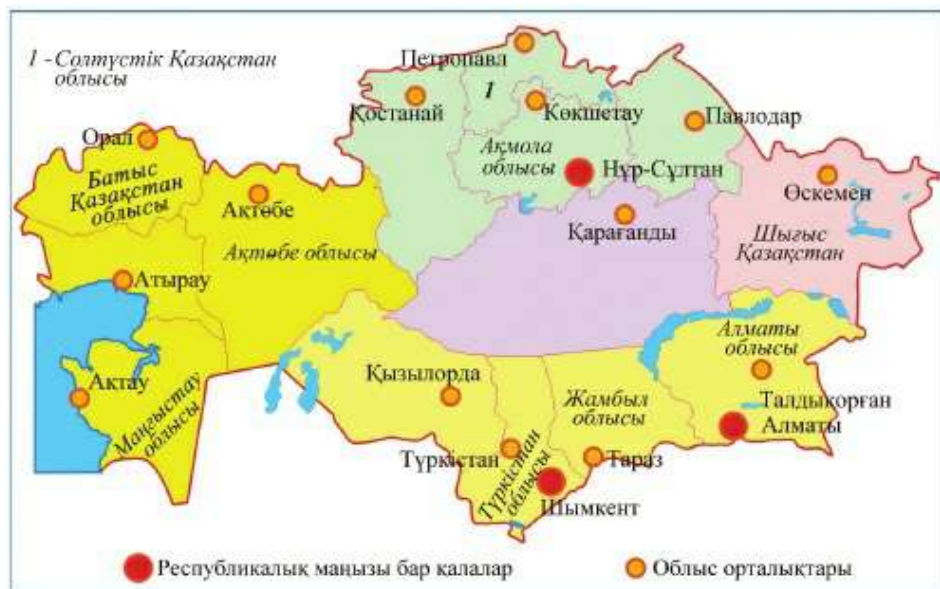 1 - Солтүстік Қазақстан
облысы
Петропавл
1
Қостанай
Көкшетау
Павлодар
Орал
Ақмола
облысы
Нұр-Сұлтан
Батыс
Қазақстан
облысы
Ақтөбе
Өскемен
Қарағанды
Шығыс
Қазақстан
Ақтөбе облысы
Атырау
Алматы
облысы
Қызылорда
Жамбыл
облысы
Ақтау
Талдықорған
Маңғыстау
облысы
Алматы
Түркістан
Түркістан
облысы
Тараз
Шымкент
Республикалық маңызы бар қалалар
Облыс орталықтары